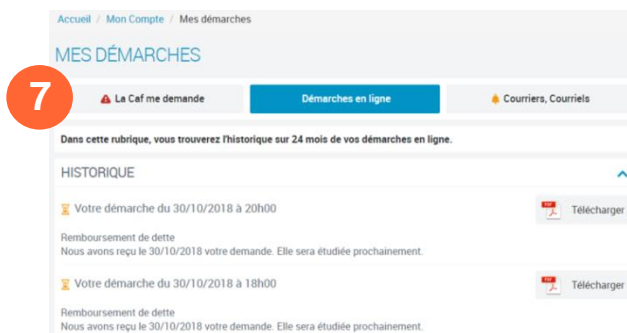 Accueil / Mon Compte / Mes démarches
MES DÉMARCHES
7
La Caf me demande
Démarches en ligne
Courriers, Courriels
Dans cette rubrique, vous trouverez l'historique sur 24 mois de vos démarches en ligne.
HISTORIQUE
Votre démarche du 30/10/2018 à 20h00
PDF
Télécharger
Remboursement de dette
Nous avons reçu le 30/10/2018 votre demande. Elle sera étudiée prochainement.
Votre démarche du 30/10/2018 à 18h00
PDF
Télécharger
Remboursement de dette
Nous avons reçu le 30/10/2018 votre demande. Elle sera étudiée prochainement.